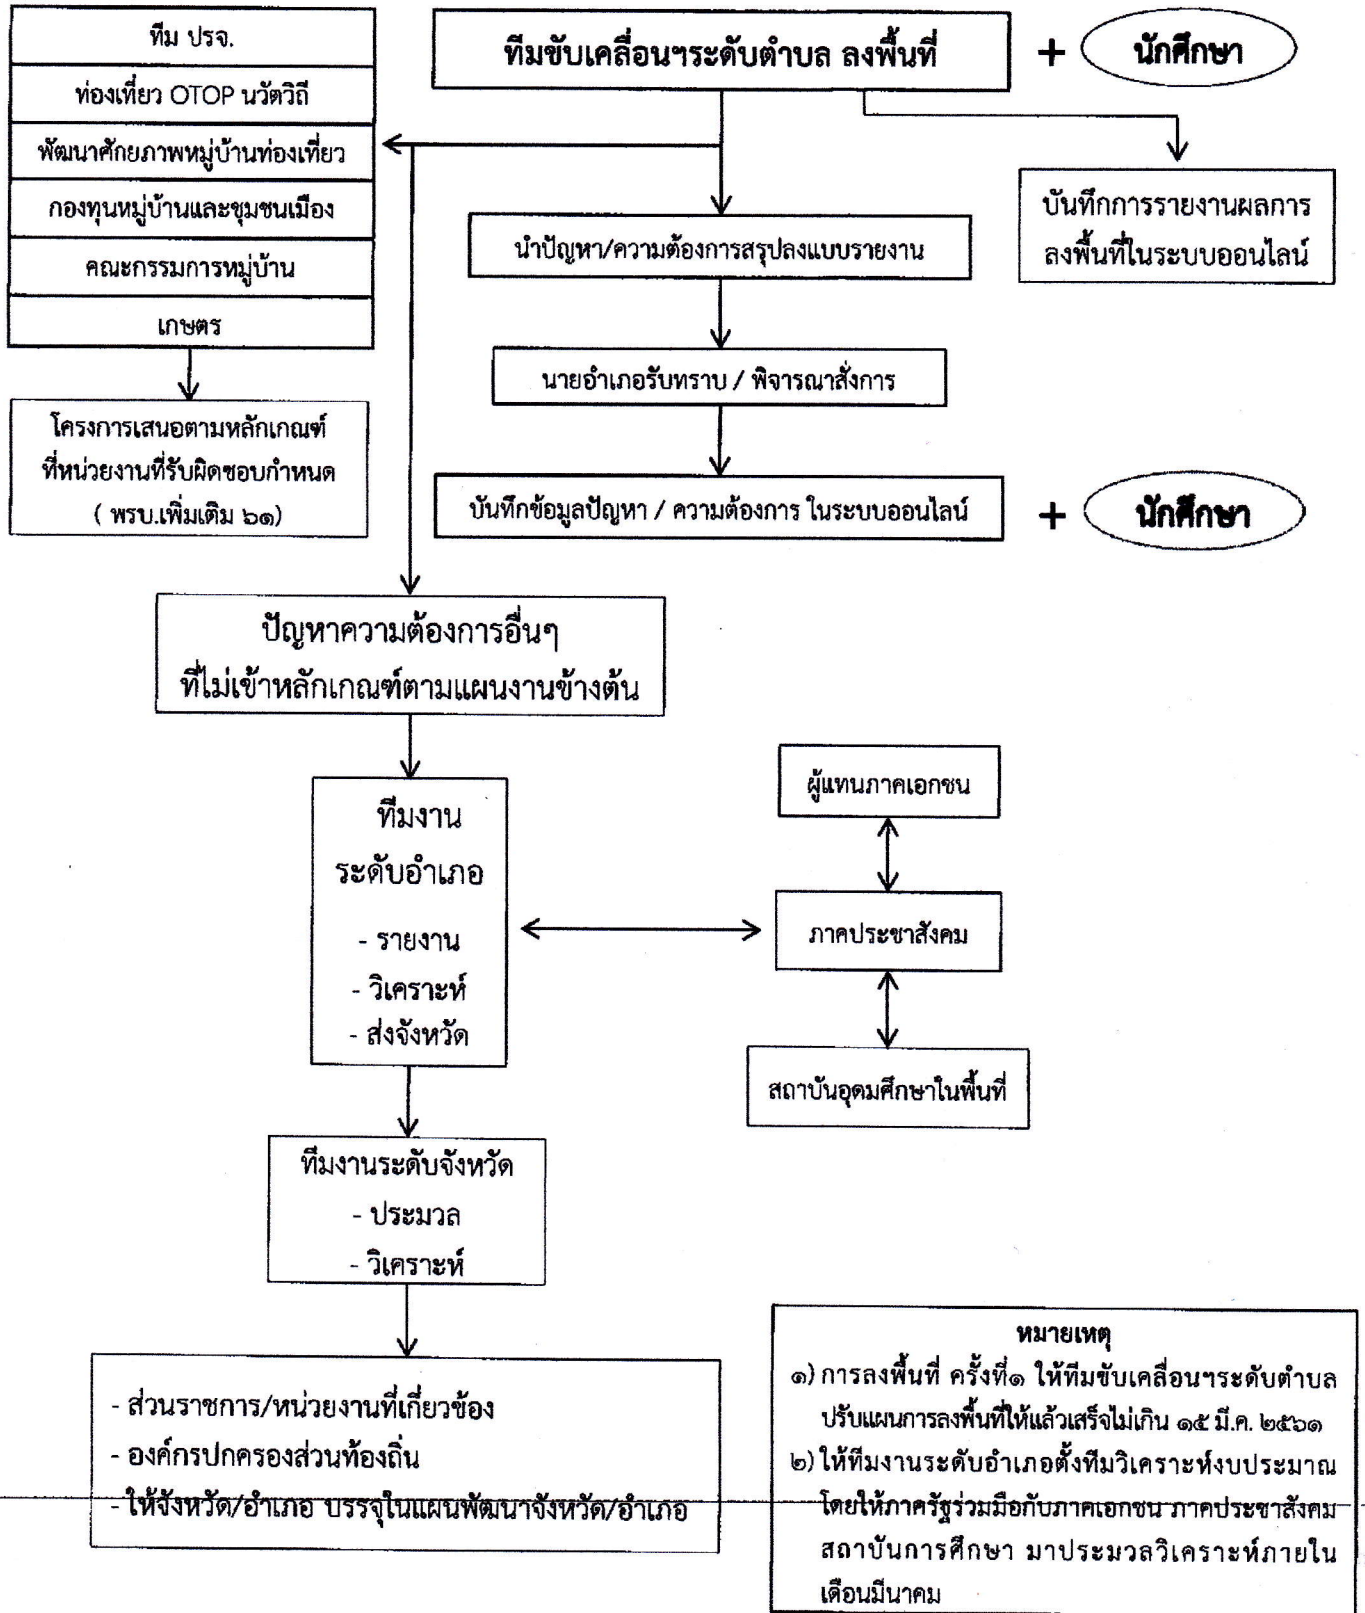 ทีม ปรจ.
ท่องเที่ยว OTOP นวัตวิถี
พัฒนาศักยภาพหมู่บ้านท่องเที่ยว
กองทุนหมู่บ้านและชุมชนเมือง
คณะกรรมการหมู่บ้าน
เกษตร
โครงการเสนอตามหลักเกณฑ์
ที่หน่วยงานที่รับผิดชอบกำหนด
( พรบ.เพิ่มเติม ๖๑)
ทีมขับเคลื่อนฯระดับตำบล ลงพื้นที่
+ นักศึกษา
บันทึกการรายงานผลการ
ลงพื้นที่ในระบบออนไลน์
นำปัญหา/ความต้องการสรุปลงแบบรายงาน
นายอำเภอรับทราบ / พิจารณาสั่งการ
บันทึกข้อมูลปัญหา / ความต้องการ ในระบบออนไลน์
+ นักศึกษา
ปัญหาความต้องการอื่นๆ
ที่ไม่เข้าหลักเกณฑ์ตามแผนงานข้างต้น
ทีมงาน
ระดับอำเภอ
- รายงาน
- วิเคราะห์
- ส่งจังหวัด
ผู้แทนภาคเอกชน
ภาคประชาสังคม
สถาบันอุดมศึกษาในพื้นที่
ทีมงานระดับจังหวัด
- ประมวล
- วิเคราะห์
- ส่วนราชการ/หน่วยงานที่เกี่ยวข้อง
- องค์กรปกครองส่วนท้องถิ่น
- ให้จังหวัด/อำเภอ บรรจุในแผนพัฒนาจังหวัด/อำเภอ
หมายเหตุ
๑) การลงพื้นที่ ครั้งที่๑ ให้ทีมขับเคลื่อนฯระดับตำบล
ปรับแผนการลงพื้นที่ให้แล้วเสร็จไม่เกิน ๑๕ มี.ค. ๒๕๖๑
๒) ให้ทีมงานระดับอำเภอตั้งทีมวิเคราะห์งบประมาณ
โดยให้ภาครัฐร่วมมือกับภาคเอกชน ภาคประชาสังคม
สถาบันการศึกษา มาประมวลวิเคราะห์ภายใน
เดือนมีนาคม